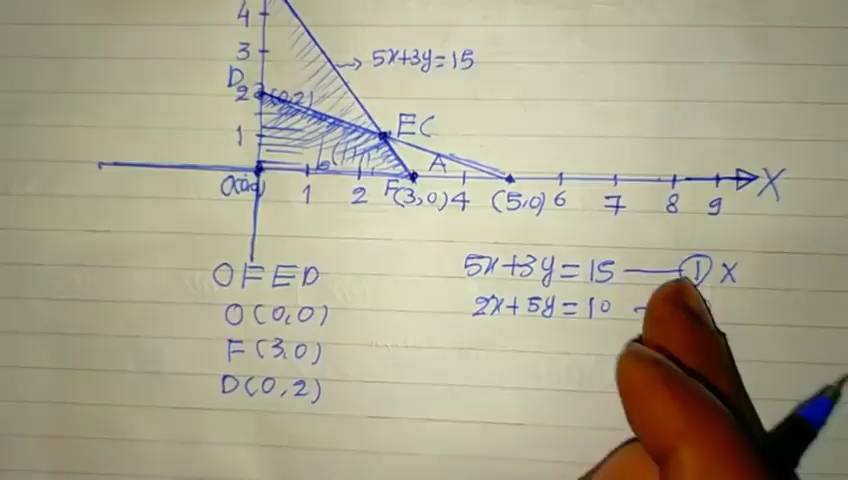 4
3
5x+3y=15
D
2 (0,2)
1
E C
A
O(0,0) 1 2 F(3,0) 4 (5,0) 6 7 8 9 X
OFED
5x+3y=15 — 1 X
O(0,0)
2x+5y=10
F(3,0)
D(0,2)